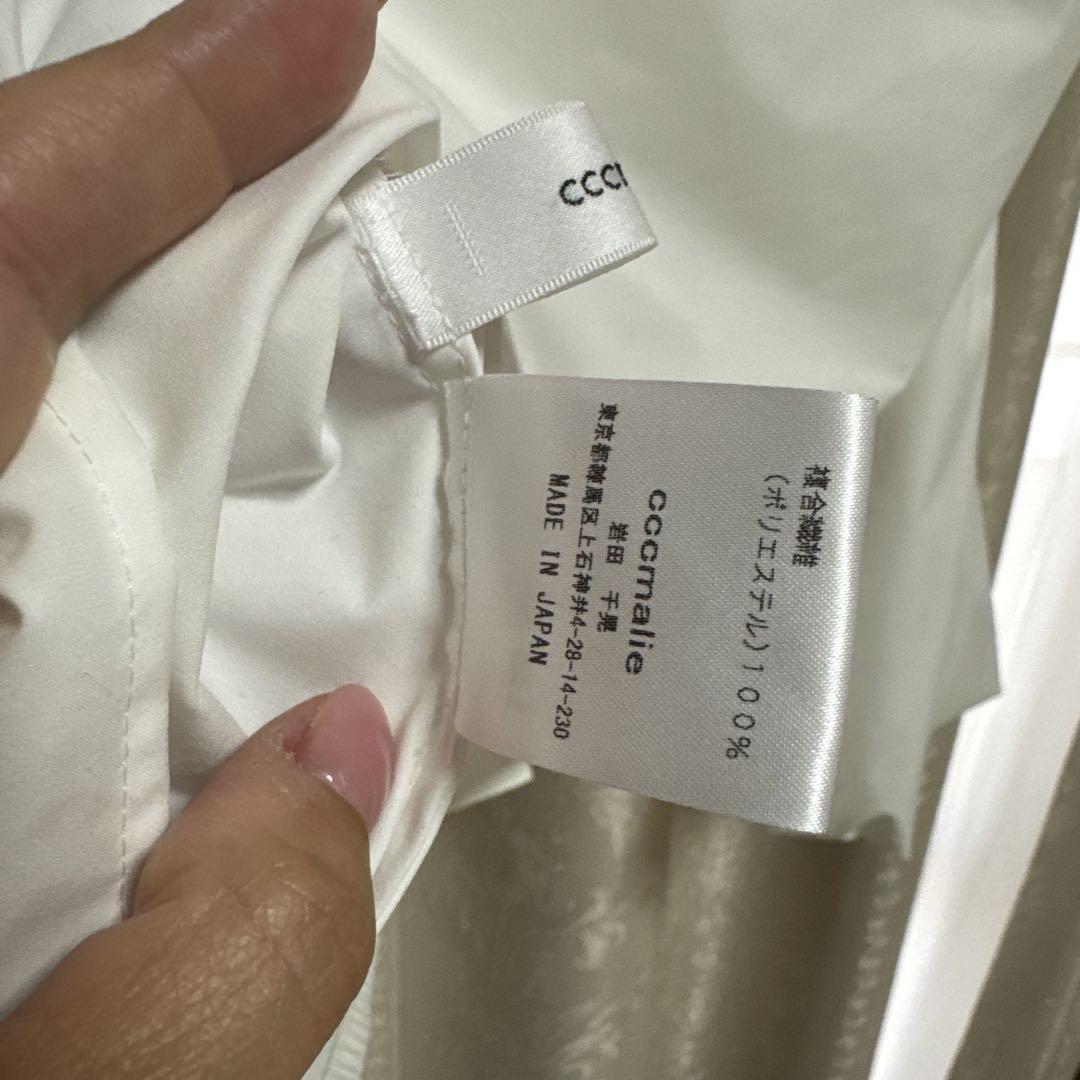 ccc
複合繊維
(ポリエステル)100%
cccmalie
岩田 千晃
東京都練馬区上石神井4-28-14-230
MADE IN JAPAN